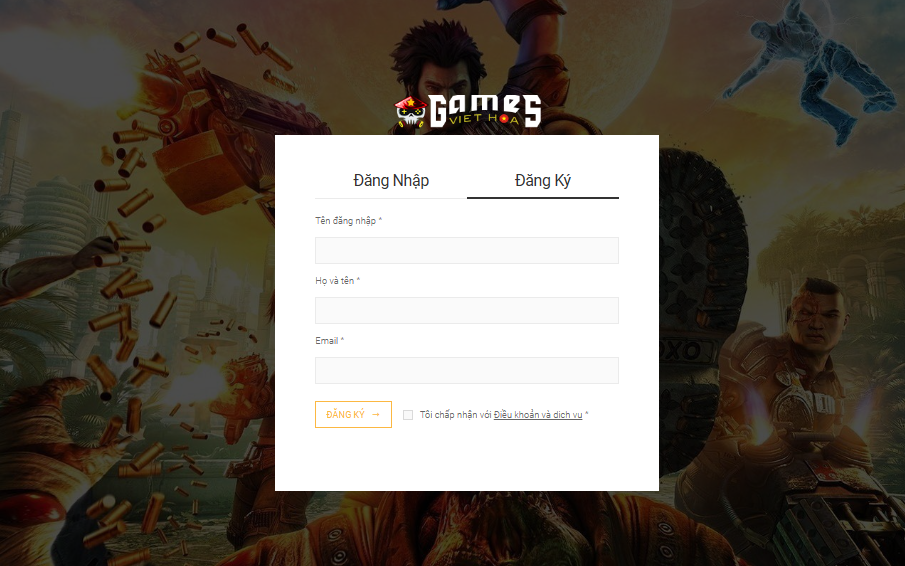 GAMES
VIET HOA
Đăng Nhập
Đăng Ký
Tên đăng nhập *
Họ và tên *
Email *
ĐĂNG KÝ →
Tôi chấp nhận với Điều khoản và dịch vụ *